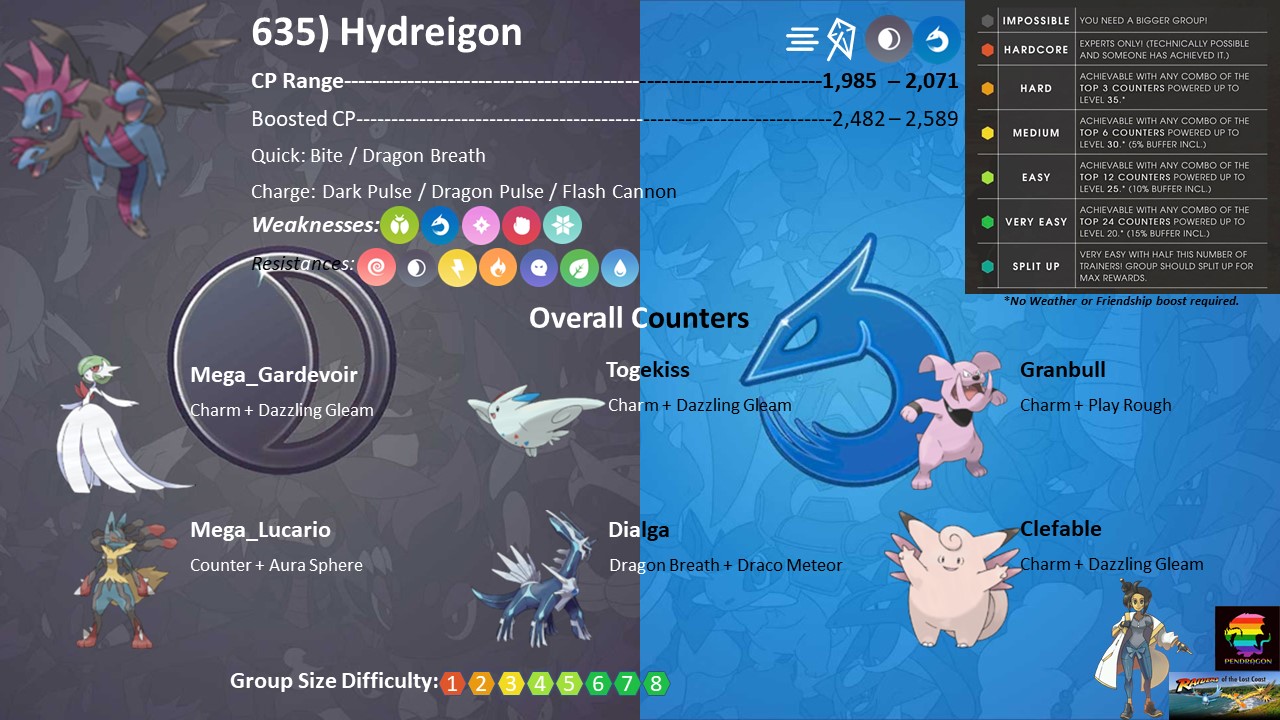 635) Hydreigon
CP Range--------------------------------------------------------------------1,985 – 2,071
Boosted CP--------------------------------------------------------------------2,482 – 2,589
Quick: Bite / Dragon Breath
Charge: Dark Pulse / Dragon Pulse / Flash Cannon
Weaknesses:
Resistances:
IMPOSSIBLE YOU NEED A BIGGER GROUP!
HARDCORE EXPERTS ONLY! (TECHNICALLY POSSIBLE
AND SOMEONE HAS ACHIEVED IT.)
HARD ACHIEVABLE WITH ANY COMBO OF THE
TOP 3 COUNTERS POWERED UP TO
LEVEL 35.*
MEDIUM ACHIEVABLE WITH ANY COMBO OF THE
TOP 6 COUNTERS POWERED UP TO
LEVEL 30.* (5% BUFFER INCL.)
EASY ACHIEVABLE WITH ANY COMBO OF THE
TOP 12 COUNTERS POWERED UP TO
LEVEL 25.* (10% BUFFER INCL.)
VERY EASY ACHIEVABLE WITH ANY COMBO OF THE
TOP 24 COUNTERS POWERED UP TO
LEVEL 20.* (15% BUFFER INCL.)
SPLIT UP VERY EASY WITH HALF THIS NUMBER OF
TRAINERS! GROUP SHOULD SPLIT UP FOR
MAX REWARDS.
*No Weather or Friendship boost required.
Overall Counters
Mega_Gardevoir
Charm + Dazzling Gleam
Togekiss
Charm + Dazzling Gleam
Granbull
Charm + Play Rough
Mega_Lucario
Counter + Aura Sphere
Dialga
Dragon Breath + Draco Meteor
Clefable
Charm + Dazzling Gleam
Group Size Difficulty: 1 2 3 4 5 6 7 8
PENDRAGON
RAIDERS of the Lost Coast